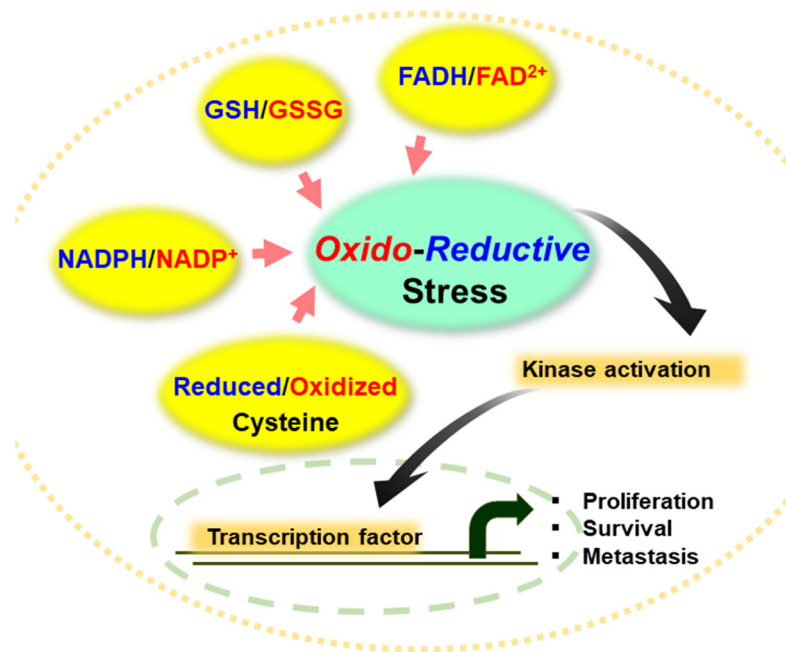 FADH/FAD²⁺
GSH/GSSG
NADPH/NADP⁺
Oxido-Reductive
Stress
Reduced/Oxidized
Cysteine
Kinase activation
Transcription factor
▪ Proliferation
▪ Survival
▪ Metastasis